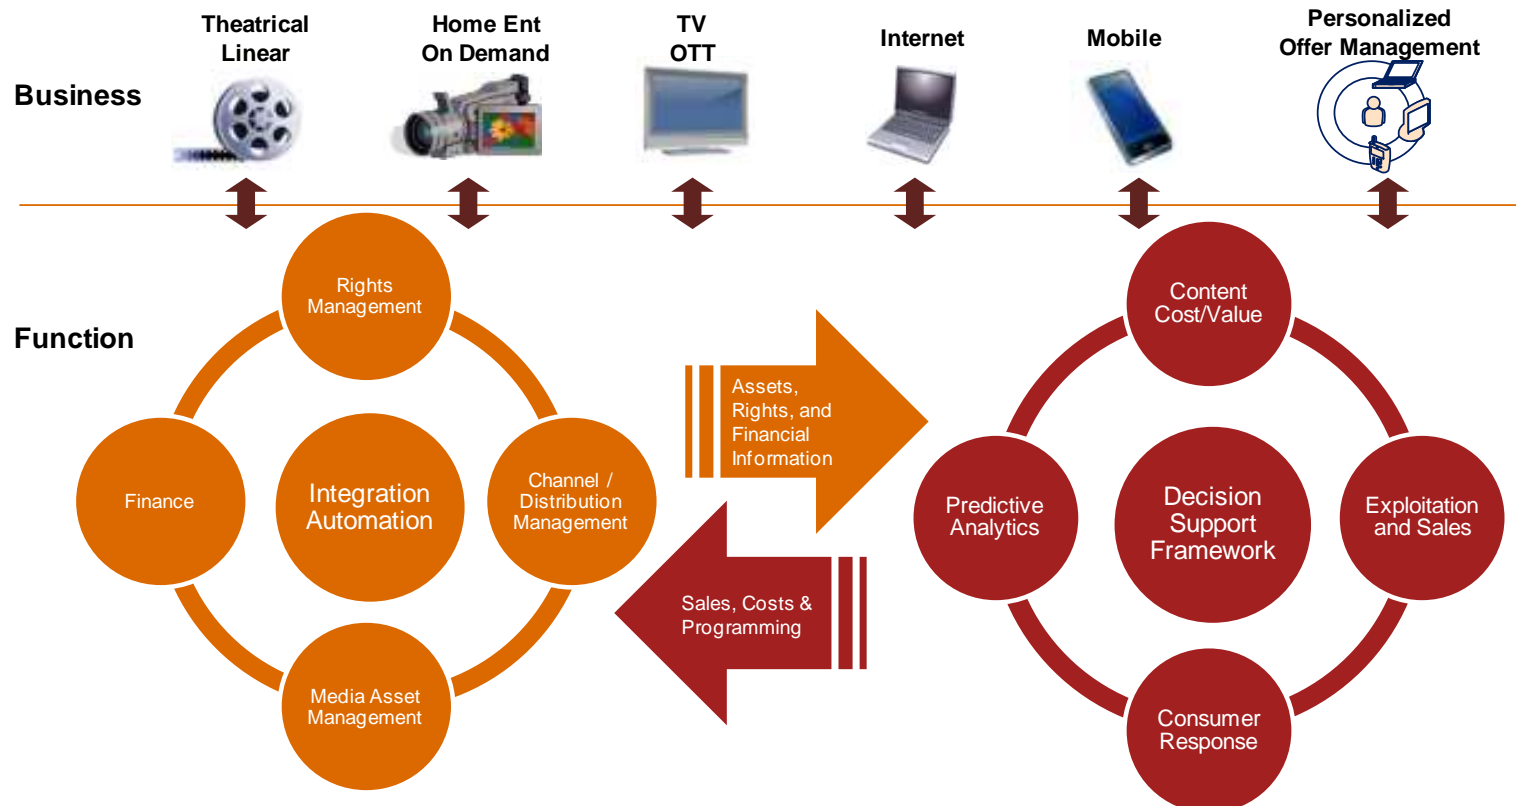 Theatrical
Linear
Home Ent
On Demand
TV
OTT
Internet
Mobile
Personalized
Offer Management
Business
Function
Rights
Management
Finance
Integration
Automation
Channel /
Distribution
Management
Media Asset
Management
Assets,
Rights, and
Financial
Information
Sales, Costs &
Programming
Content
Cost/Value
Predictive
Analytics
Decision
Support
Framework
Exploitation
and Sales
Consumer
Response